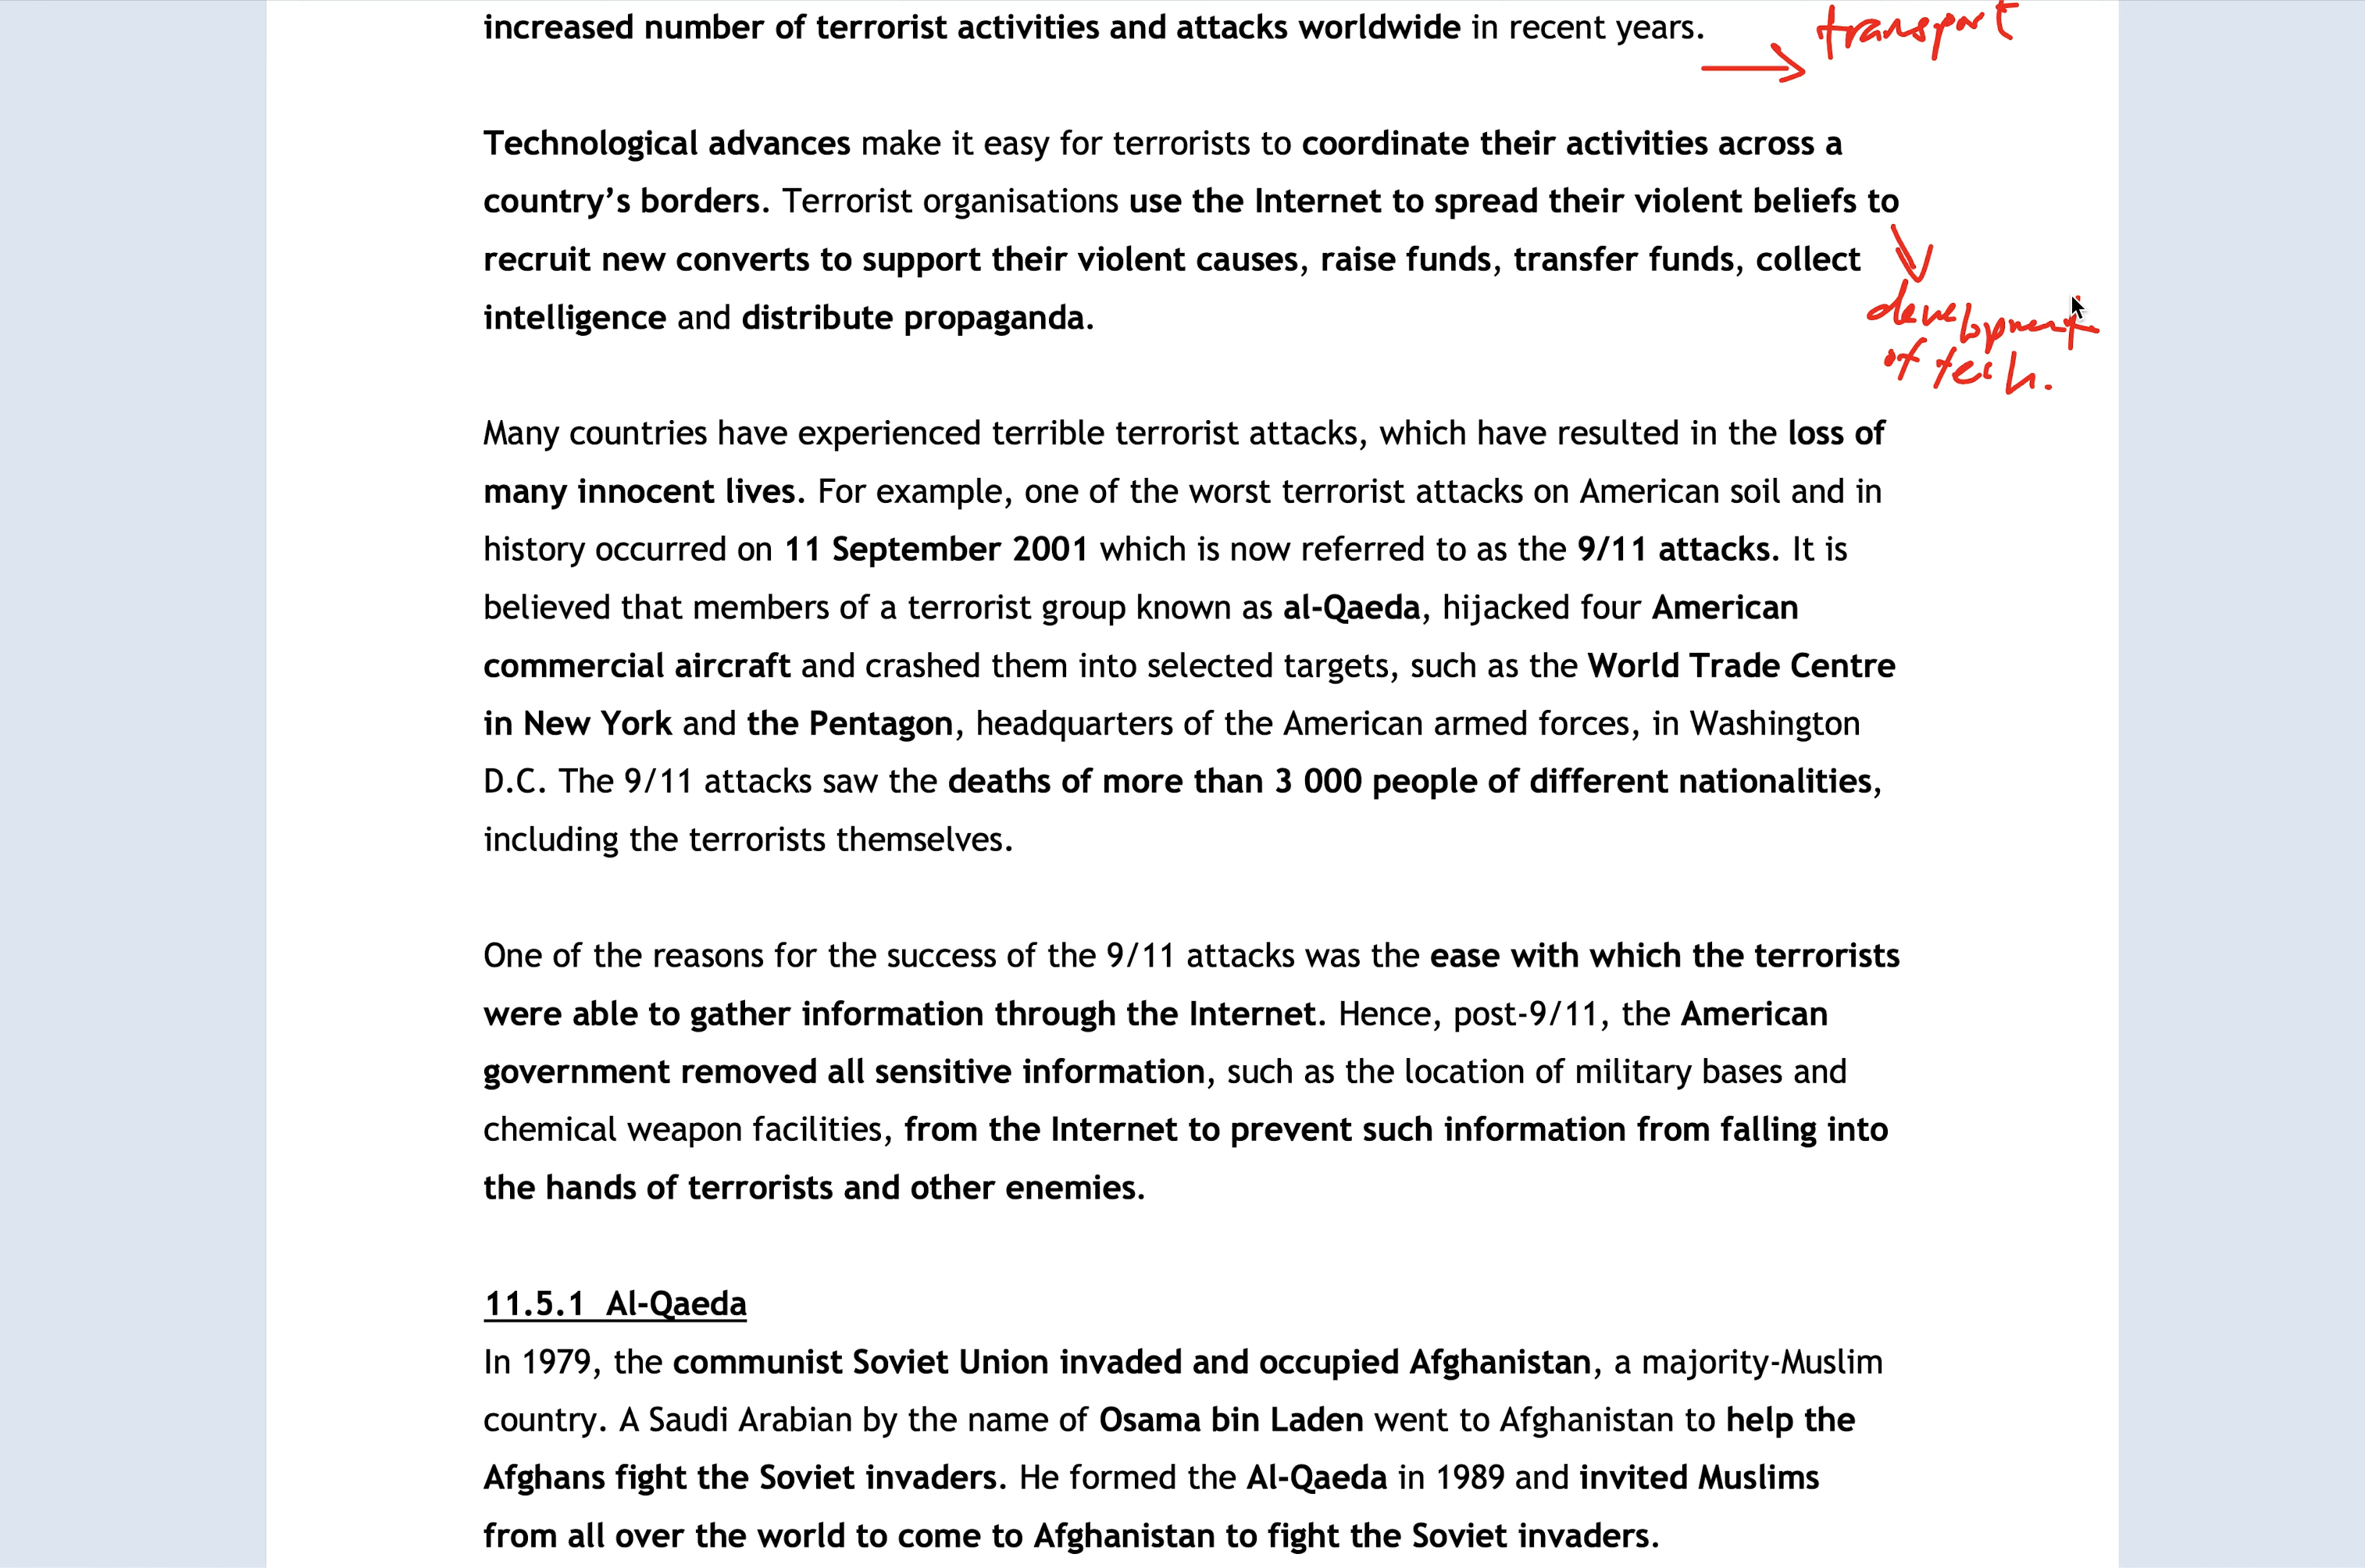 increased number of terrorist activities and attacks worldwide in recent years.
transport
Technological advances make it easy for terrorists to coordinate their activities across a
country’s borders. Terrorist organisations use the Internet to spread their violent beliefs to
recruit new converts to support their violent causes, raise funds, transfer funds, collect
intelligence and distribute propaganda.
development
of tech.
Many countries have experienced terrible terrorist attacks, which have resulted in the loss of
many innocent lives. For example, one of the worst terrorist attacks on American soil and in
history occurred on 11 September 2001 which is now referred to as the 9/11 attacks. It is
believed that members of a terrorist group known as al-Qaeda, hijacked four American
commercial aircraft and crashed them into selected targets, such as the World Trade Centre
in New York and the Pentagon, headquarters of the American armed forces, in Washington
D.C. The 9/11 attacks saw the deaths of more than 3 000 people of different nationalities,
including the terrorists themselves.
One of the reasons for the success of the 9/11 attacks was the ease with which the terrorists
were able to gather information through the Internet. Hence, post-9/11, the American
government removed all sensitive information, such as the location of military bases and
chemical weapon facilities, from the Internet to prevent such information from falling into
the hands of terrorists and other enemies.
11.5.1 Al-Qaeda
In 1979, the communist Soviet Union invaded and occupied Afghanistan, a majority-Muslim
country. A Saudi Arabian by the name of Osama bin Laden went to Afghanistan to help the
Afghans fight the Soviet invaders. He formed the Al-Qaeda in 1989 and invited Muslims
from all over the world to come to Afghanistan to fight the Soviet invaders.